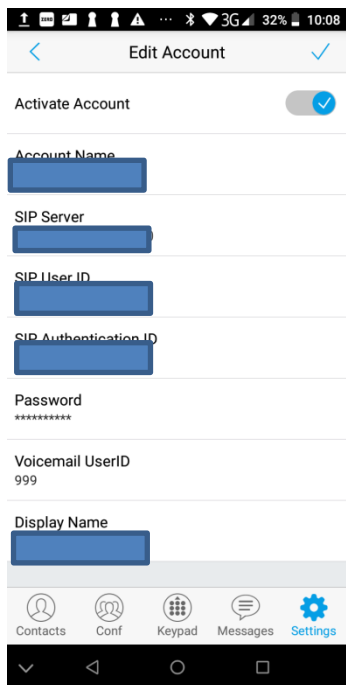 3G 32% 10:08
Edit Account
Activate Account
Account Name
SIP Server
SIP User ID
SIP Authentication ID
Password
**********
Voicemail UserID
999
Display Name
Contacts Conf Keypad Messages Settings